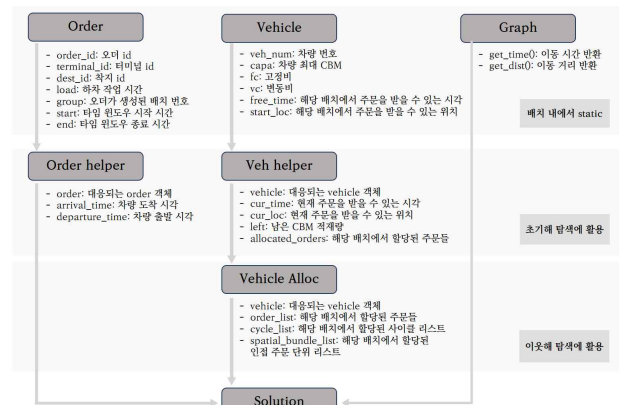 Order
- order_id: 오더 id
- terminal_id: 터미널 id
- dest_id: 착지 id
- load: 하차 작업 시간
- group: 오더가 생성된 배치 번호
- start: 타임 윈도우 시작 시간
- end: 타임 윈도우 종료 시간
Vehicle
- veh_num: 차량 번호
- capa: 차량 최대 CBM
- fc: 고정비
- vc: 변동비
- free_time: 해당 배치에서 주문을 받을 수 있는 시각
- start_loc: 해당 배치에서 주문을 받을 수 있는 위치
Graph
- get_time(): 이동 시간 반환
- get_dist(): 이동 거리 반환
배치 내에서 static
Order helper
- order: 대응되는 order 객체
- arrival_time: 차량 도착 시각
- departure_time: 차량 출발 시각
Veh helper
- vehicle: 대응되는 vehicle 객체
- cur_time: 현재 주문을 받을 수 있는 시각
- cur_loc: 현재 주문을 받을 수 있는 위치
- left: 남은 CBM 적재량
- allocated_orders: 해당 배치에서 할당된 주문들
초기해 탐색에 활용
Vehicle Alloc
- vehicle: 대응되는 vehicle 객체
- order_list: 해당 배치에서 할당된 주문들
- cycle_list: 해당 배치에서 할당된 사이클 리스트
- spatial_bundle_list: 해당 배치에서 할당된
인접 주문 단위 리스트
이웃해 탐색에 활용
Solution